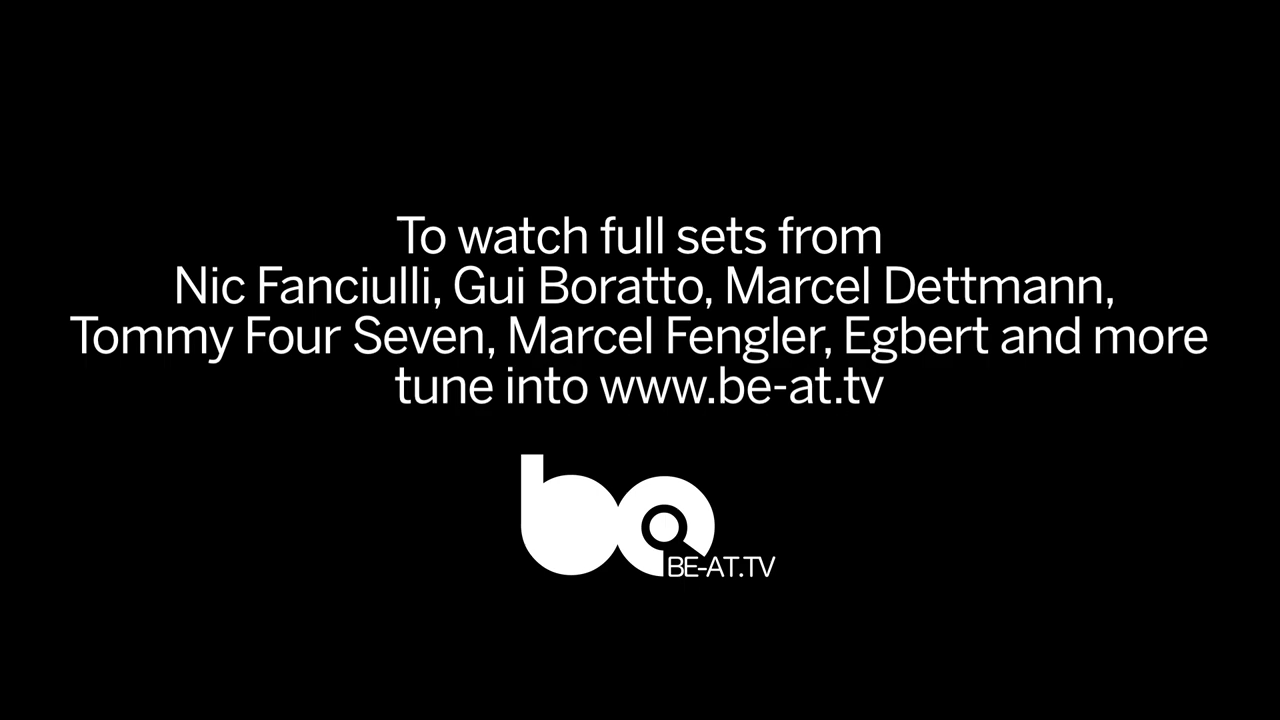 To watch full sets from
Nic Fanciulli, Gui Boratto, Marcel Dettmann,
Tommy Four Seven, Marcel Fengler, Egbert and more
tune into www.be-at.tv
be
BE-AT.TV